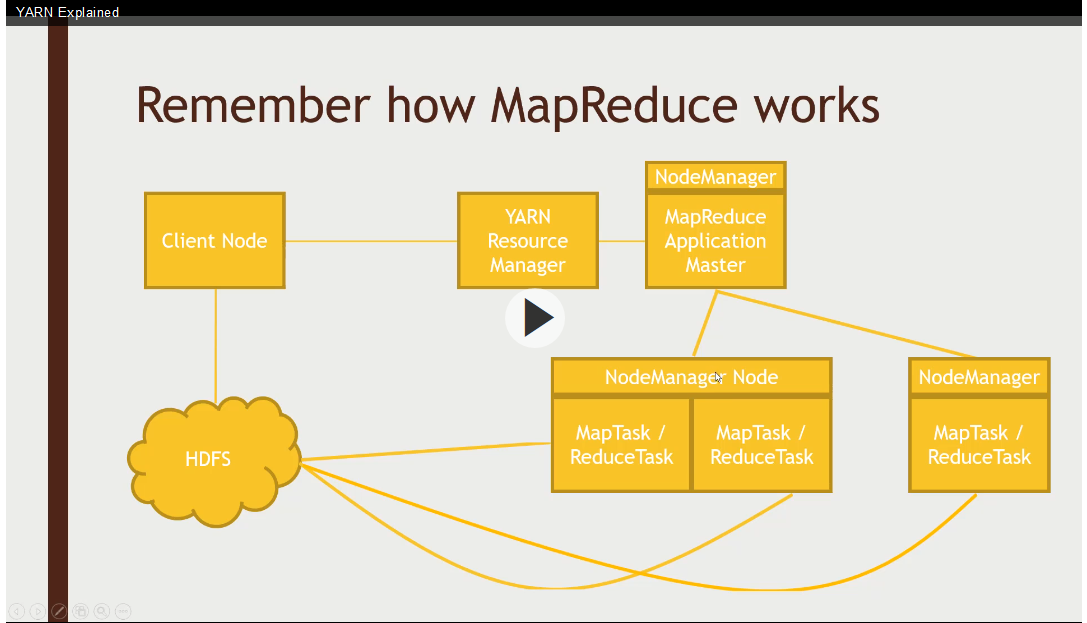 YARN Explained
Remember how MapReduce works
Client Node
YARN
Resource
Manager
NodeManager
MapReduce
Application
Master
HDFS
NodeManager Node
MapTask /
ReduceTask
MapTask /
ReduceTask
NodeManager
MapTask /
ReduceTask